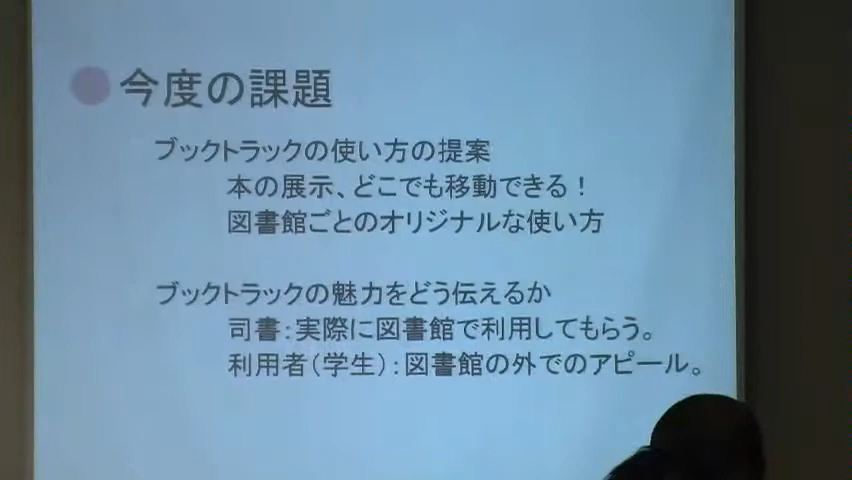 今度の課題
ブックトラックの使い方の提案
本の展示、どこでも移動できる！
図書館ごとのオリジナルな使い方
ブックトラックの魅力をどう伝えるか
司書：実際に図書館で利用してもらう。
利用者（学生）：図書館の外でのアピール。